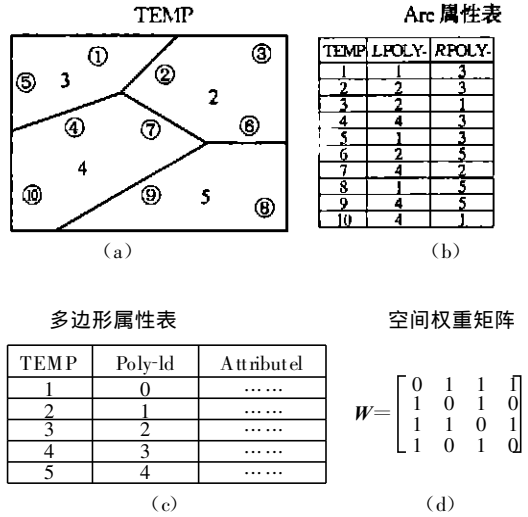 TEMP
① ③
⑤ 3 ② 2
④ ⑦ ⑥
4
⑩ ⑨ 5 ⑧
(a)
Arc 属性表
TEMP LPOLY- RPOLY-
1 1 3
2 2 3
3 2 1
4 4 3
5 1 3
6 2 5
7 4 2
8 1 5
9 4 5
10 4 1
(b)
多边形属性表
TEMP Poly-Id Attribute1
1 0 ……
2 1 ……
3 2 ……
4 3 ……
5 4 ……
(c)
空间权重矩阵
W=
0 1 1 1
1 0 1 0
1 1 0 1
1 0 1 0
(d)